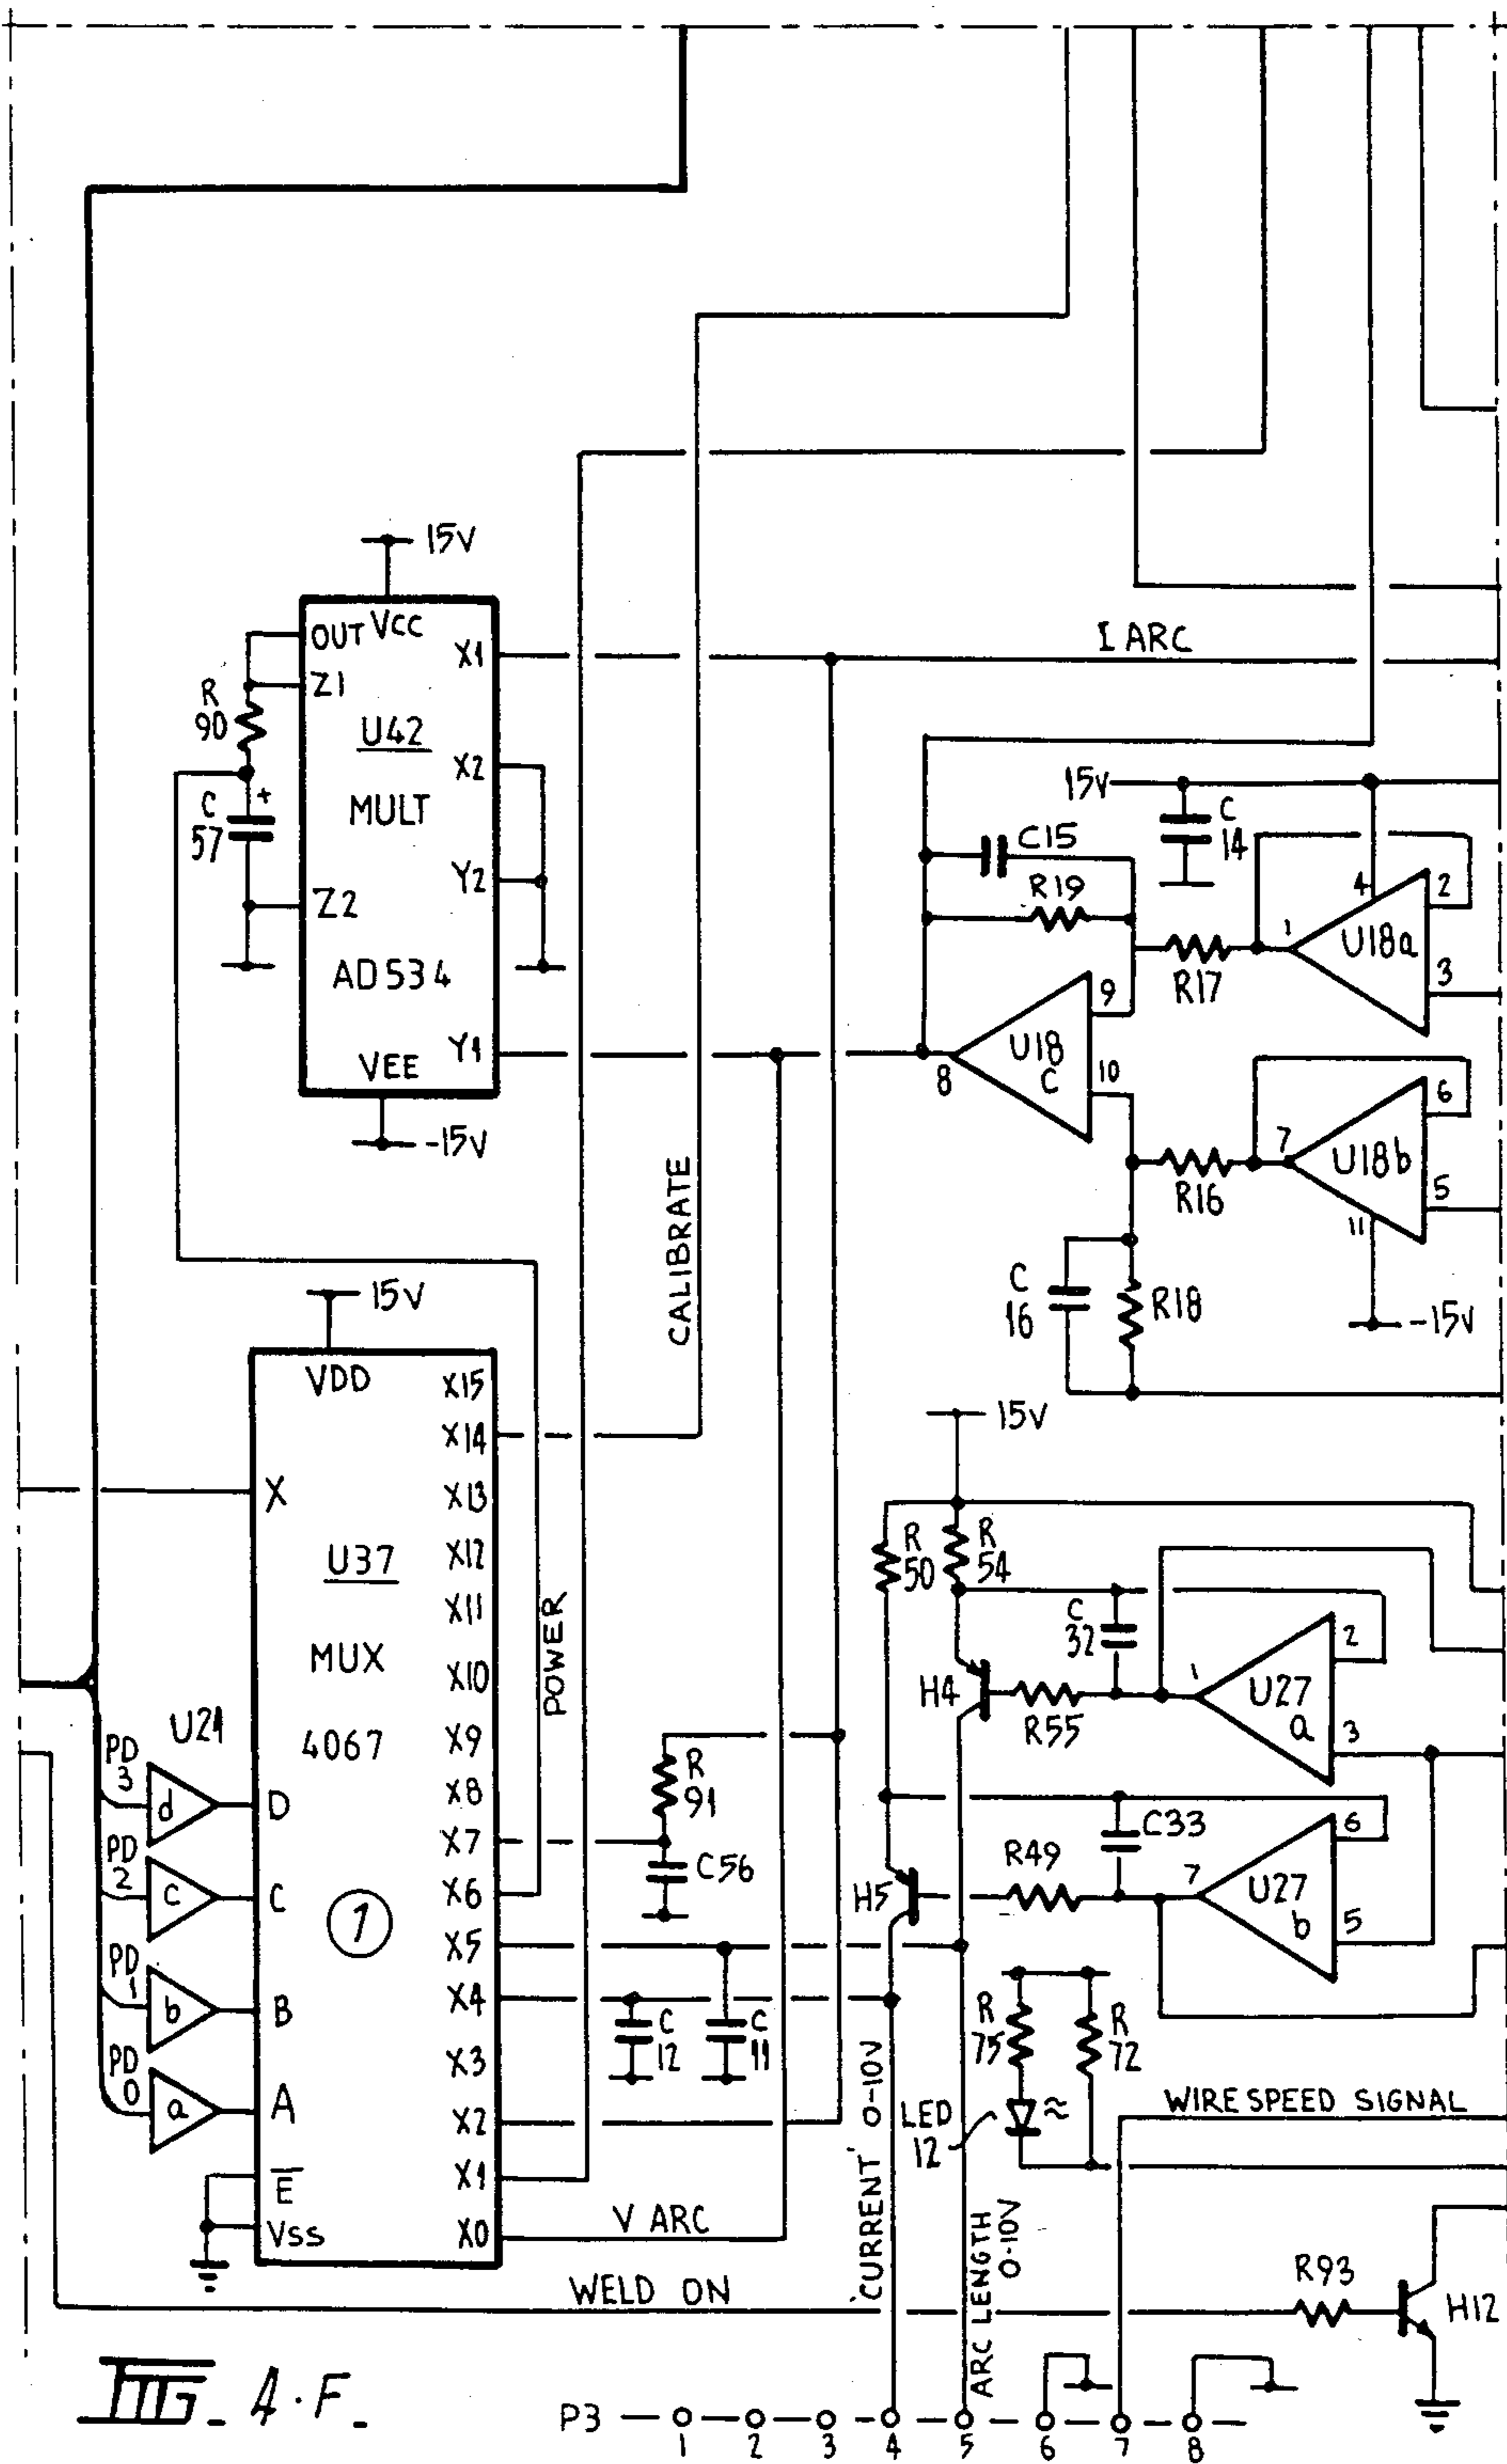 15V
OUT VCC
X1
I ARC
Z1
R
90
U42
X2
C
57
+
MULT
Y2
Z2
AD534
Y1
VEE
-15V
15V
C
14
C15
R19
4
2
1
U18a
3
R17
9
U18
C
8
10
6
7
U18b
5
R16
11
C
16
R18
-15V
CALIBRATE
15V
VDD
X15
X14
X
X13
U37
X12
X11
MUX
X10
POWER
U21
4067
X9
PD
3
d
D
X8
X7
PD
2
c
C
X6
1
X5
PD
1
b
B
X4
X3
PD
0
a
A
X2
X1
E
VSS
X0
V ARC
R
91
C56
C
12
C
11
15V
R
50
R
54
C
32
2
1
U27
a
3
H4
R55
C33
6
R49
7
U27
b
5
H5
R
75
R
72
LED
12
≈
WIRESPEED SIGNAL
CURRENT 0-10V
ARC LENGTH
0-10V
WELD ON
R93
H12
FIG_ 4.F_
P3
1 2 3 4 5 6 7 8